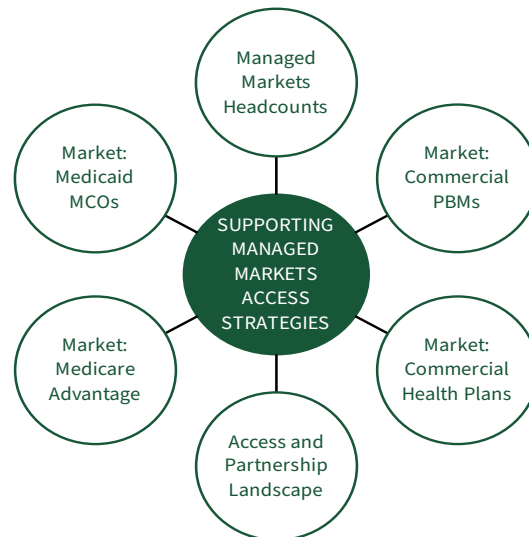 Managed
Markets
Headcounts
Market:
Medicaid
MCOs
Market:
Commercial
PBMs
SUPPORTING
MANAGED
MARKETS
ACCESS
STRATEGIES
Market:
Medicare
Advantage
Market:
Commercial
Health Plans
Access and
Partnership
Landscape